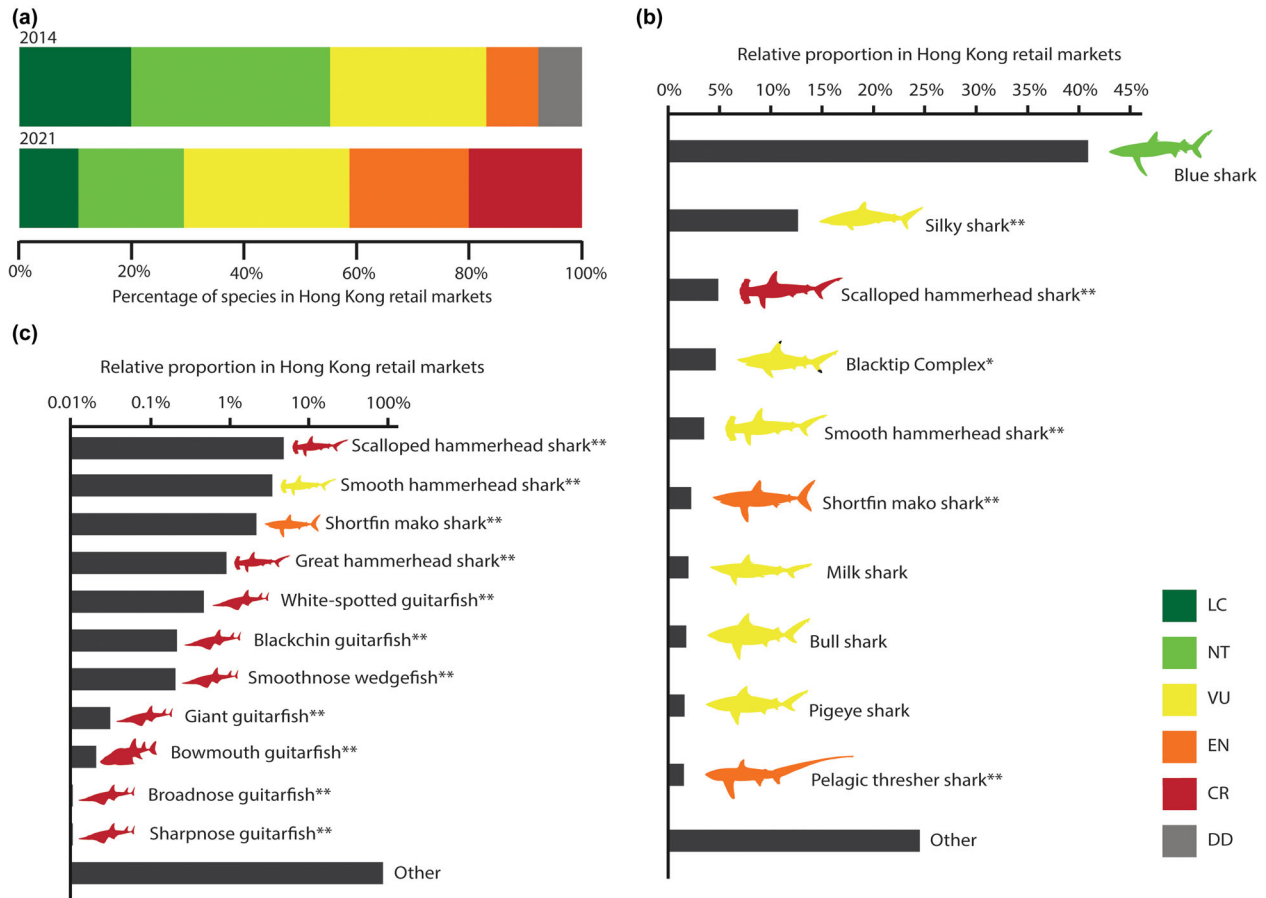 (a)
2014
2021
0% 20% 40% 60% 80% 100%
Percentage of species in Hong Kong retail markets
(b)
Relative proportion in Hong Kong retail markets
0% 5% 10% 15% 20% 25% 30% 35% 40% 45%
Blue shark
Silky shark**
Scalloped hammerhead shark**
Blacktip Complex*
Smooth hammerhead shark**
Shortfin mako shark**
Milk shark
Bull shark
Pigeye shark
Pelagic thresher shark**
Other
(c)
Relative proportion in Hong Kong retail markets
0.01% 0.1% 1% 10% 100%
Scalloped hammerhead shark**
Smooth hammerhead shark**
Shortfin mako shark**
Great hammerhead shark**
White-spotted guitarfish**
Blackchin guitarfish**
Smoothnose wedgefish**
Giant guitarfish**
Bowmouth guitarfish**
Broadnose guitarfish**
Sharpnose guitarfish**
Other
LC
NT
VU
EN
CR
DD